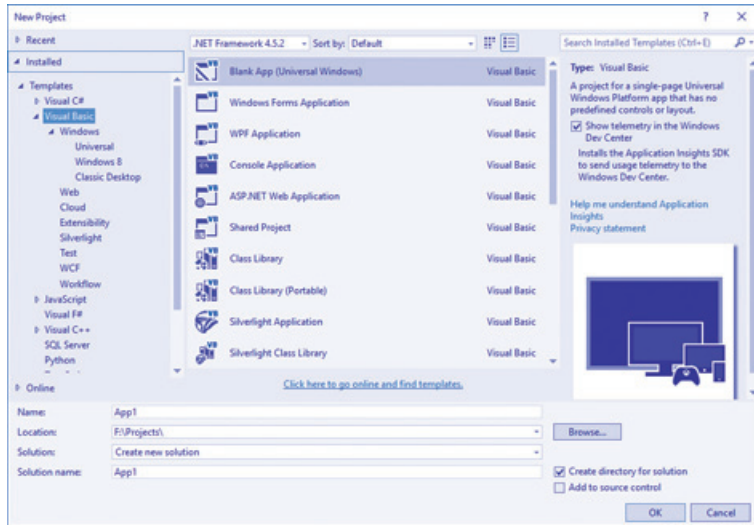 New Project
Recent
.NET Framework 4.5.2
Sort by: Default
Search Installed Templates (Ctrl+E)
Installed
Templates
Visual C#
Visual Basic
Windows
Universal
Windows 8
Classic Desktop
Web
Cloud
Extensibility
Silverlight
Test
WCF
Workflow
JavaScript
Visual F#
Visual C++
SQL Server
Python
Online
Blank App (Universal Windows) Visual Basic
Windows Forms Application Visual Basic
WPF Application Visual Basic
Console Application Visual Basic
ASP.NET Web Application Visual Basic
Shared Project Visual Basic
Class Library Visual Basic
Class Library (Portable) Visual Basic
Silverlight Application Visual Basic
Silverlight Class Library Visual Basic
Click here to go online and find templates.
Type: Visual Basic
A project for a single-page Universal
Windows Platform app that has no
predefined controls or layout.
Show telemetry in the Windows
Dev Center
Installs the Application Insights SDK
to send usage telemetry to the
Windows Dev Center.
Help me understand Application
Insights
Privacy statement
Name: App1
Location: F:\Projects\
Browse...
Solution: Create new solution
Solution name: App1
Create directory for solution
Add to source control
OK
Cancel